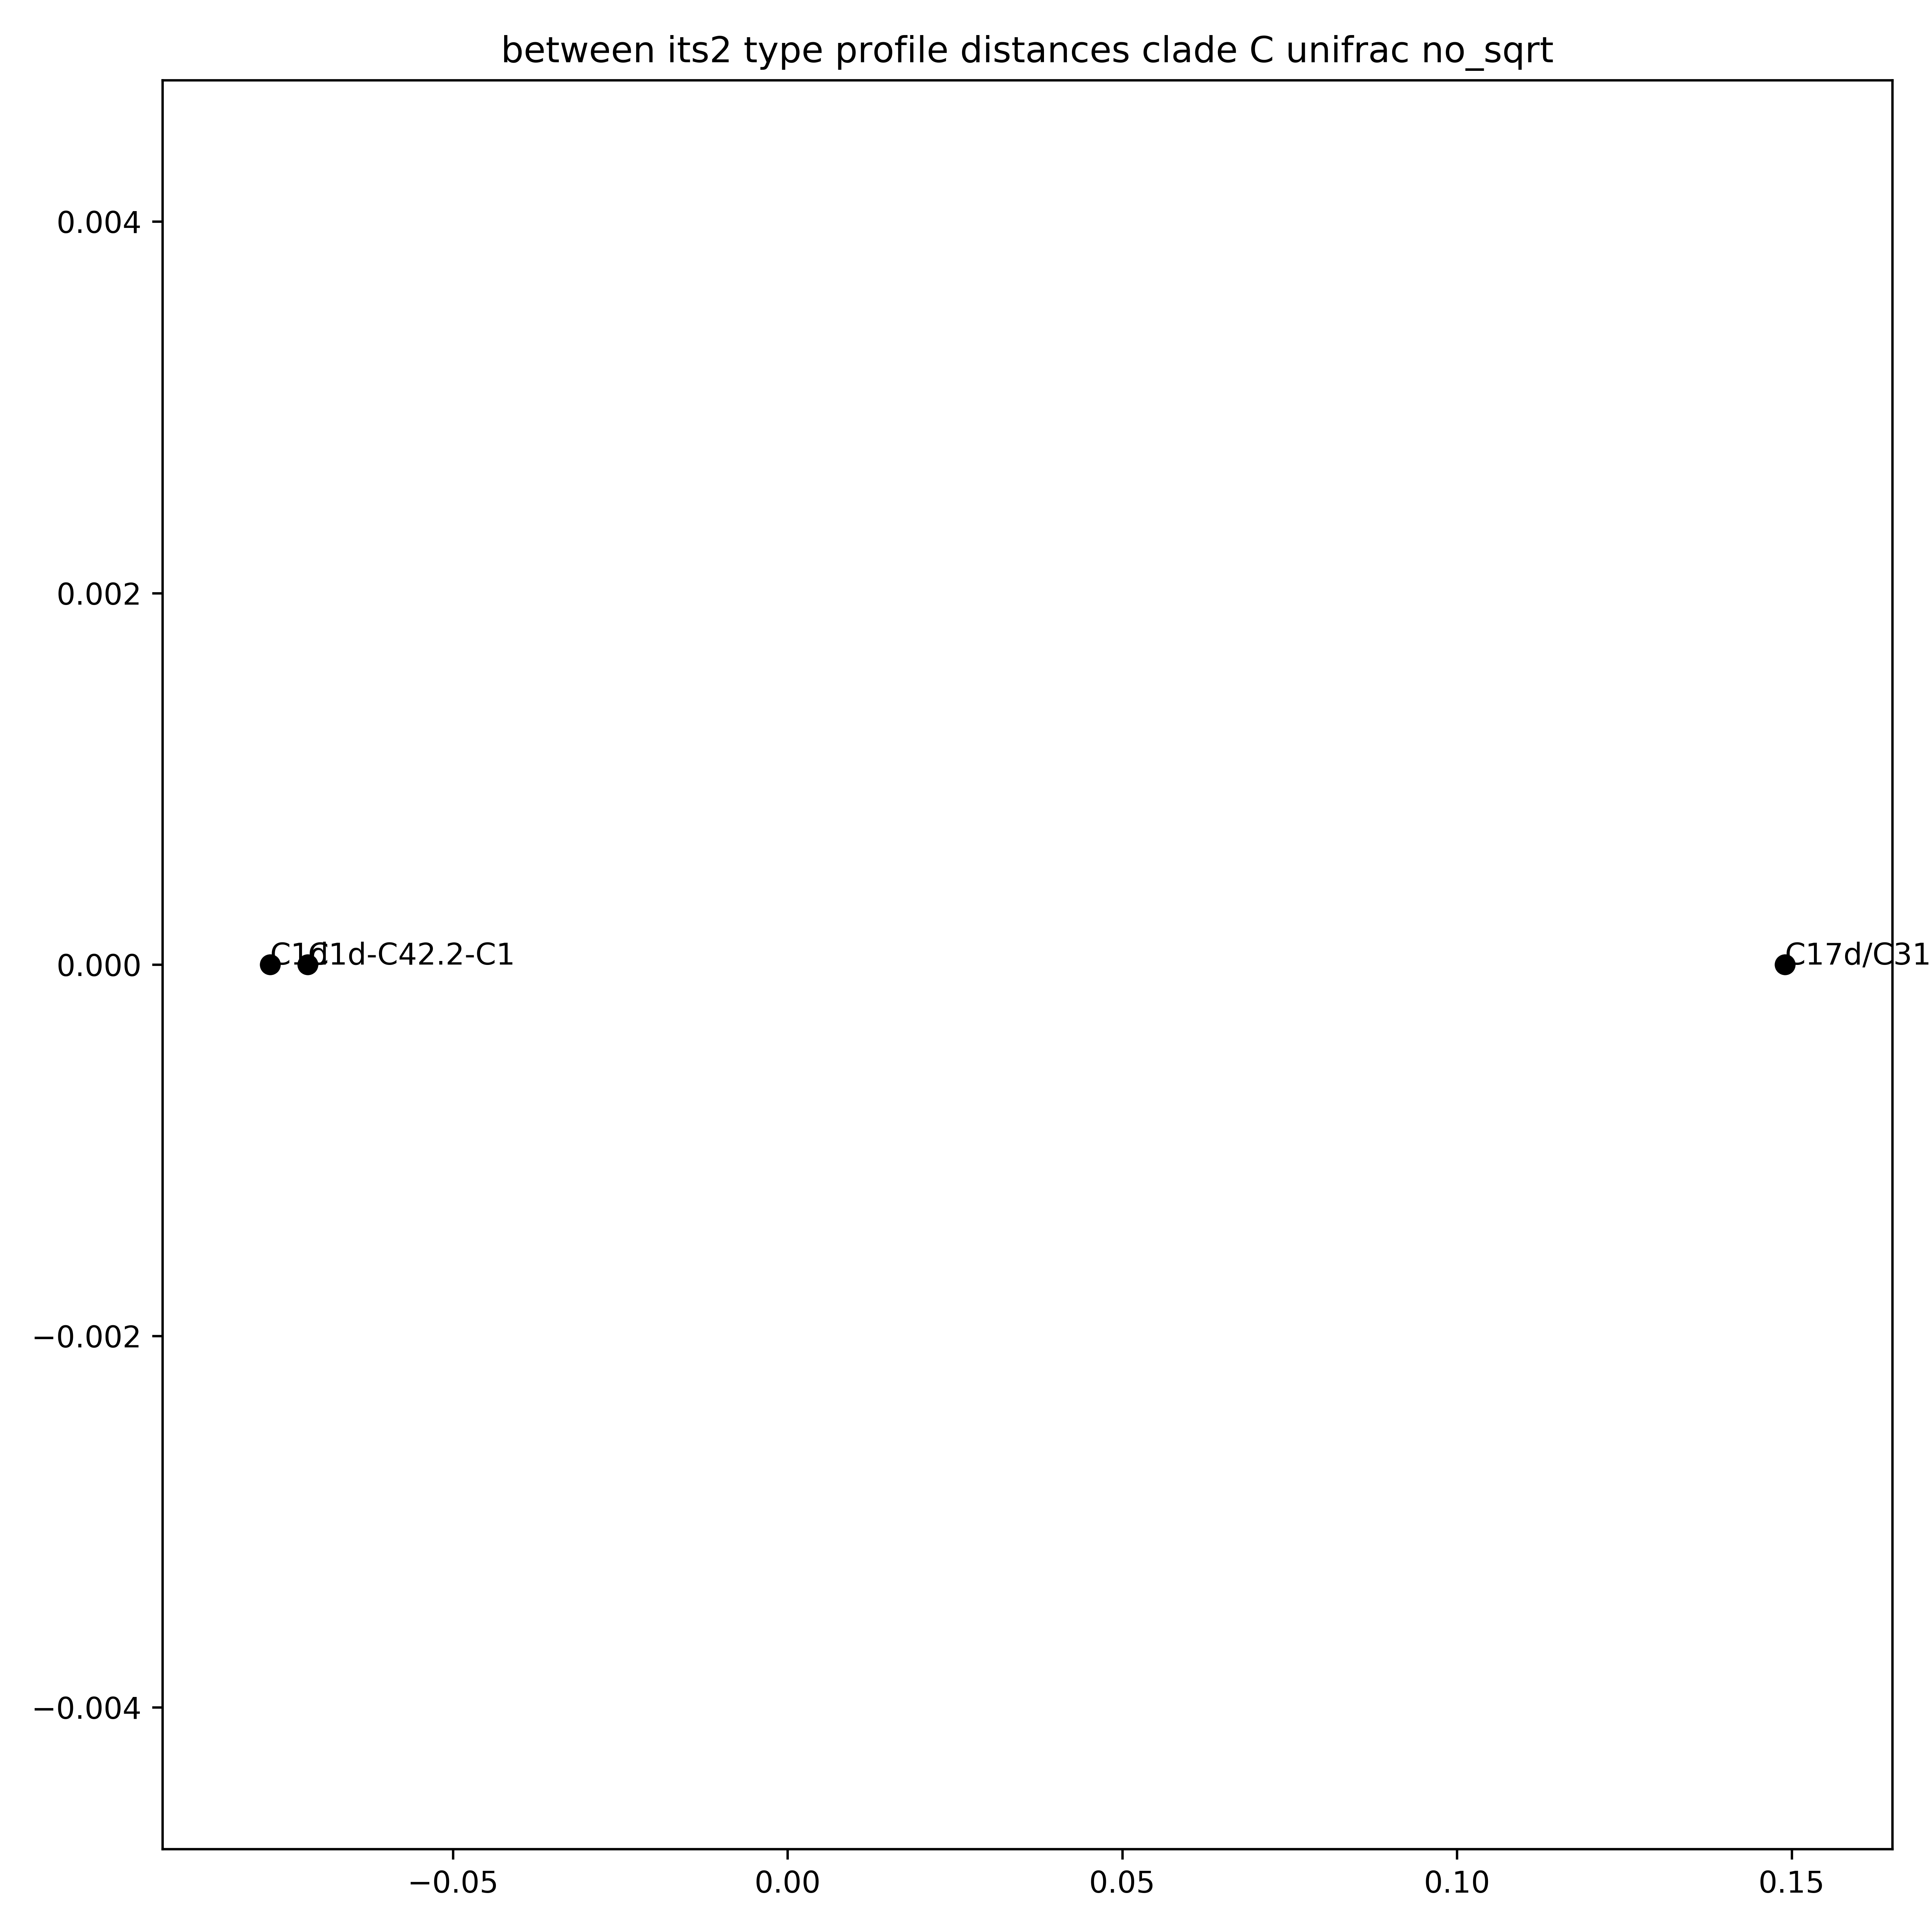 between its2 type profile distances clade C unifrac no_sqrt
0.004
0.002
0.000
−0.002
−0.004
C1d
C1d-C42.2-C1
C17d/C31
−0.05
0.00
0.05
0.10
0.15